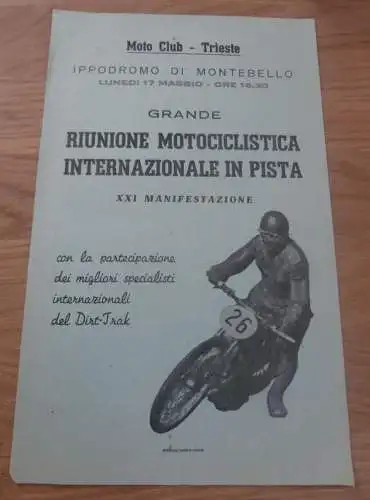 Moto Club - Trieste
IPPODROMO DI MONTEBELLO
LUNEDI 17 MAGGIO - ORE 16.30
GRANDE
RIUNIONE MOTOCICLISTICA
INTERNAZIONALE IN PISTA
XXI MANIFESTAZIONE
con la partecipazione
dei migliori specialisti
internazionali
del Dirt-Trak
26